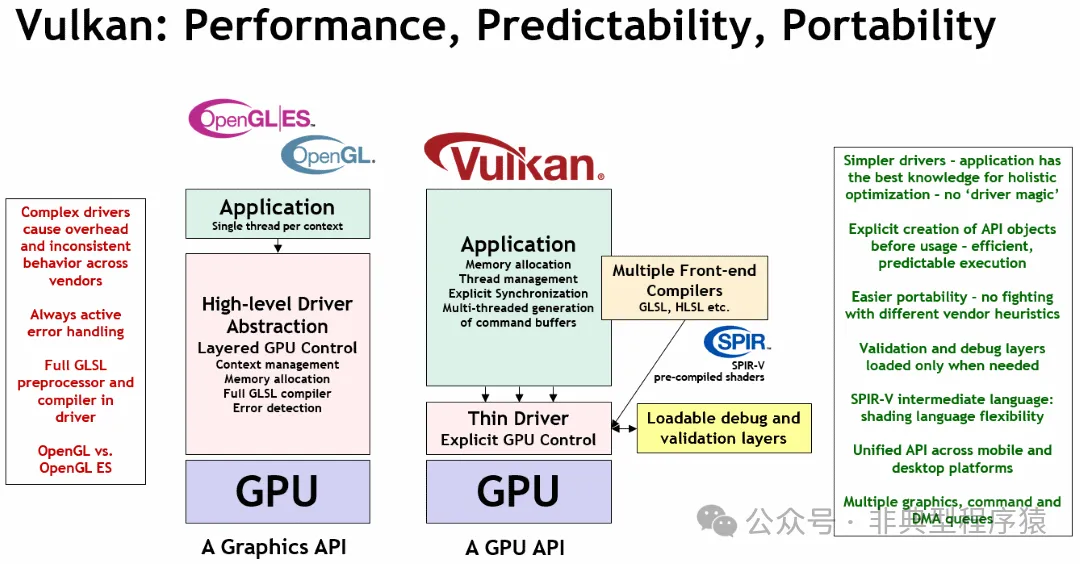 Vulkan: Performance, Predictability, Portability
OpenGL|ES™
OpenGL.
Vulkan®
Complex drivers
cause overhead
and inconsistent
behavior across
vendors
Always active
error handling
Full GLSL
preprocessor and
compiler in
driver
OpenGL vs.
OpenGL ES
Application
Single thread per context
High-level Driver
Abstraction
Layered GPU Control
Context management
Memory allocation
Full GLSL compiler
Error detection
GPU
A Graphics API
Application
Memory allocation
Thread management
Explicit Synchronization
Multi-threaded generation
of command buffers
Thin Driver
Explicit GPU Control
GPU
A GPU API
Multiple Front-end
Compilers
GLSL, HLSL etc.
SPIR™
SPIR-V
pre-compiled shaders
Loadable debug and
validation layers
Simpler drivers - application has
the best knowledge for holistic
optimization – no ‘driver magic’
Explicit creation of API objects
before usage – efficient,
predictable execution
Easier portability – no fighting
with different vendor heuristics
Validation and debug layers
loaded only when needed
SPIR-V intermediate language:
shading language flexibility
Unified API across mobile and
desktop platforms
Multiple graphics, command and
DMA queues
公众号 · 非典型程序猿